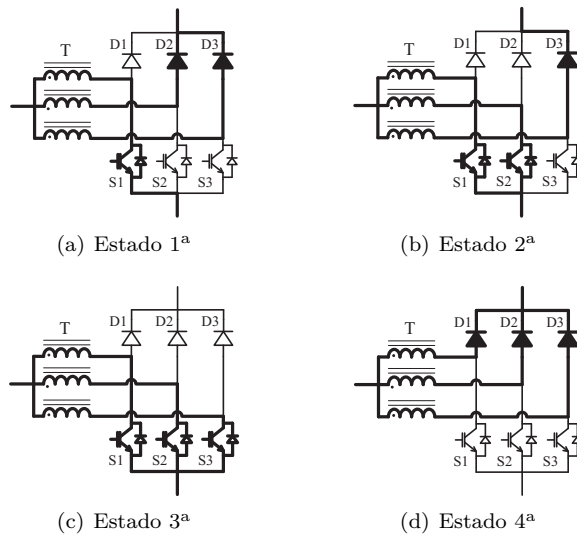 D1 D2 D3
T
S1 S2 S3
(a) Estado 1ª
D1 D2 D3
T
S1 S2 S3
(b) Estado 2ª
D1 D2 D3
T
S1 S2 S3
(c) Estado 3ª
D1 D2 D3
T
S1 S2 S3
(d) Estado 4ª